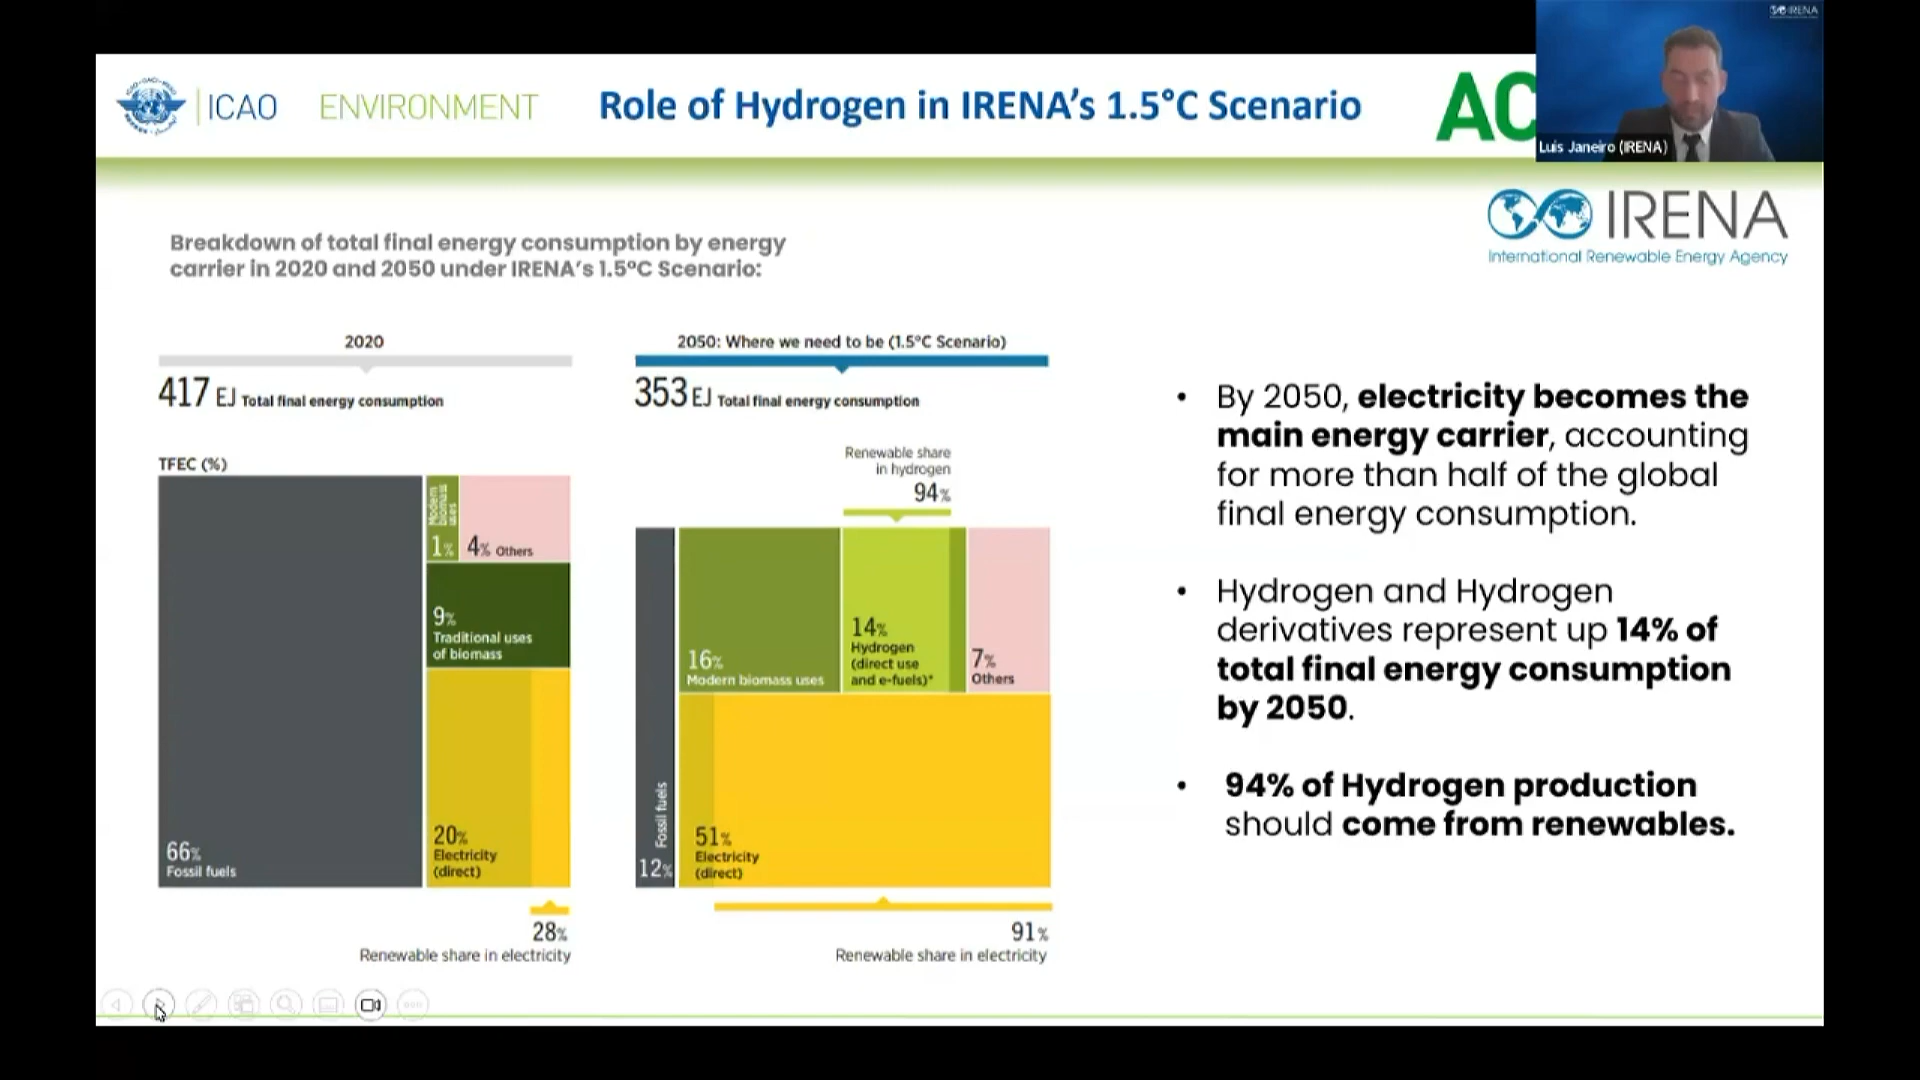 ICAO
ENVIRONMENT
Role of Hydrogen in IRENA's 1.5°C Scenario
AC
IRENA
Luis Janeiro (IRENA)
IRENA
International Renewable Energy Agency
Breakdown of total final energy consumption by energy
carrier in 2020 and 2050 under IRENA's 1.5°C Scenario:
2020
417 EJ Total final energy consumption
TFEC (%)
66% Fossil fuels
Modern biomass uses
1%
4% Others
9%
Traditional uses
of biomass
20%
Electricity
(direct)
28%
Renewable share in electricity
2050: Where we need to be (1.5°C Scenario)
353 EJ Total final energy consumption
Renewable share
in hydrogen
94%
16%
Modern biomass uses
14%
Hydrogen
(direct use
and e-fuels)*
7%
Others
Fossil fuels
12%
51%
Electricity
(direct)
91%
Renewable share in electricity
• By 2050, electricity becomes the
main energy carrier, accounting
for more than half of the global
final energy consumption.
• Hydrogen and Hydrogen
derivatives represent up 14% of
total final energy consumption
by 2050.
• 94% of Hydrogen production
should come from renewables.